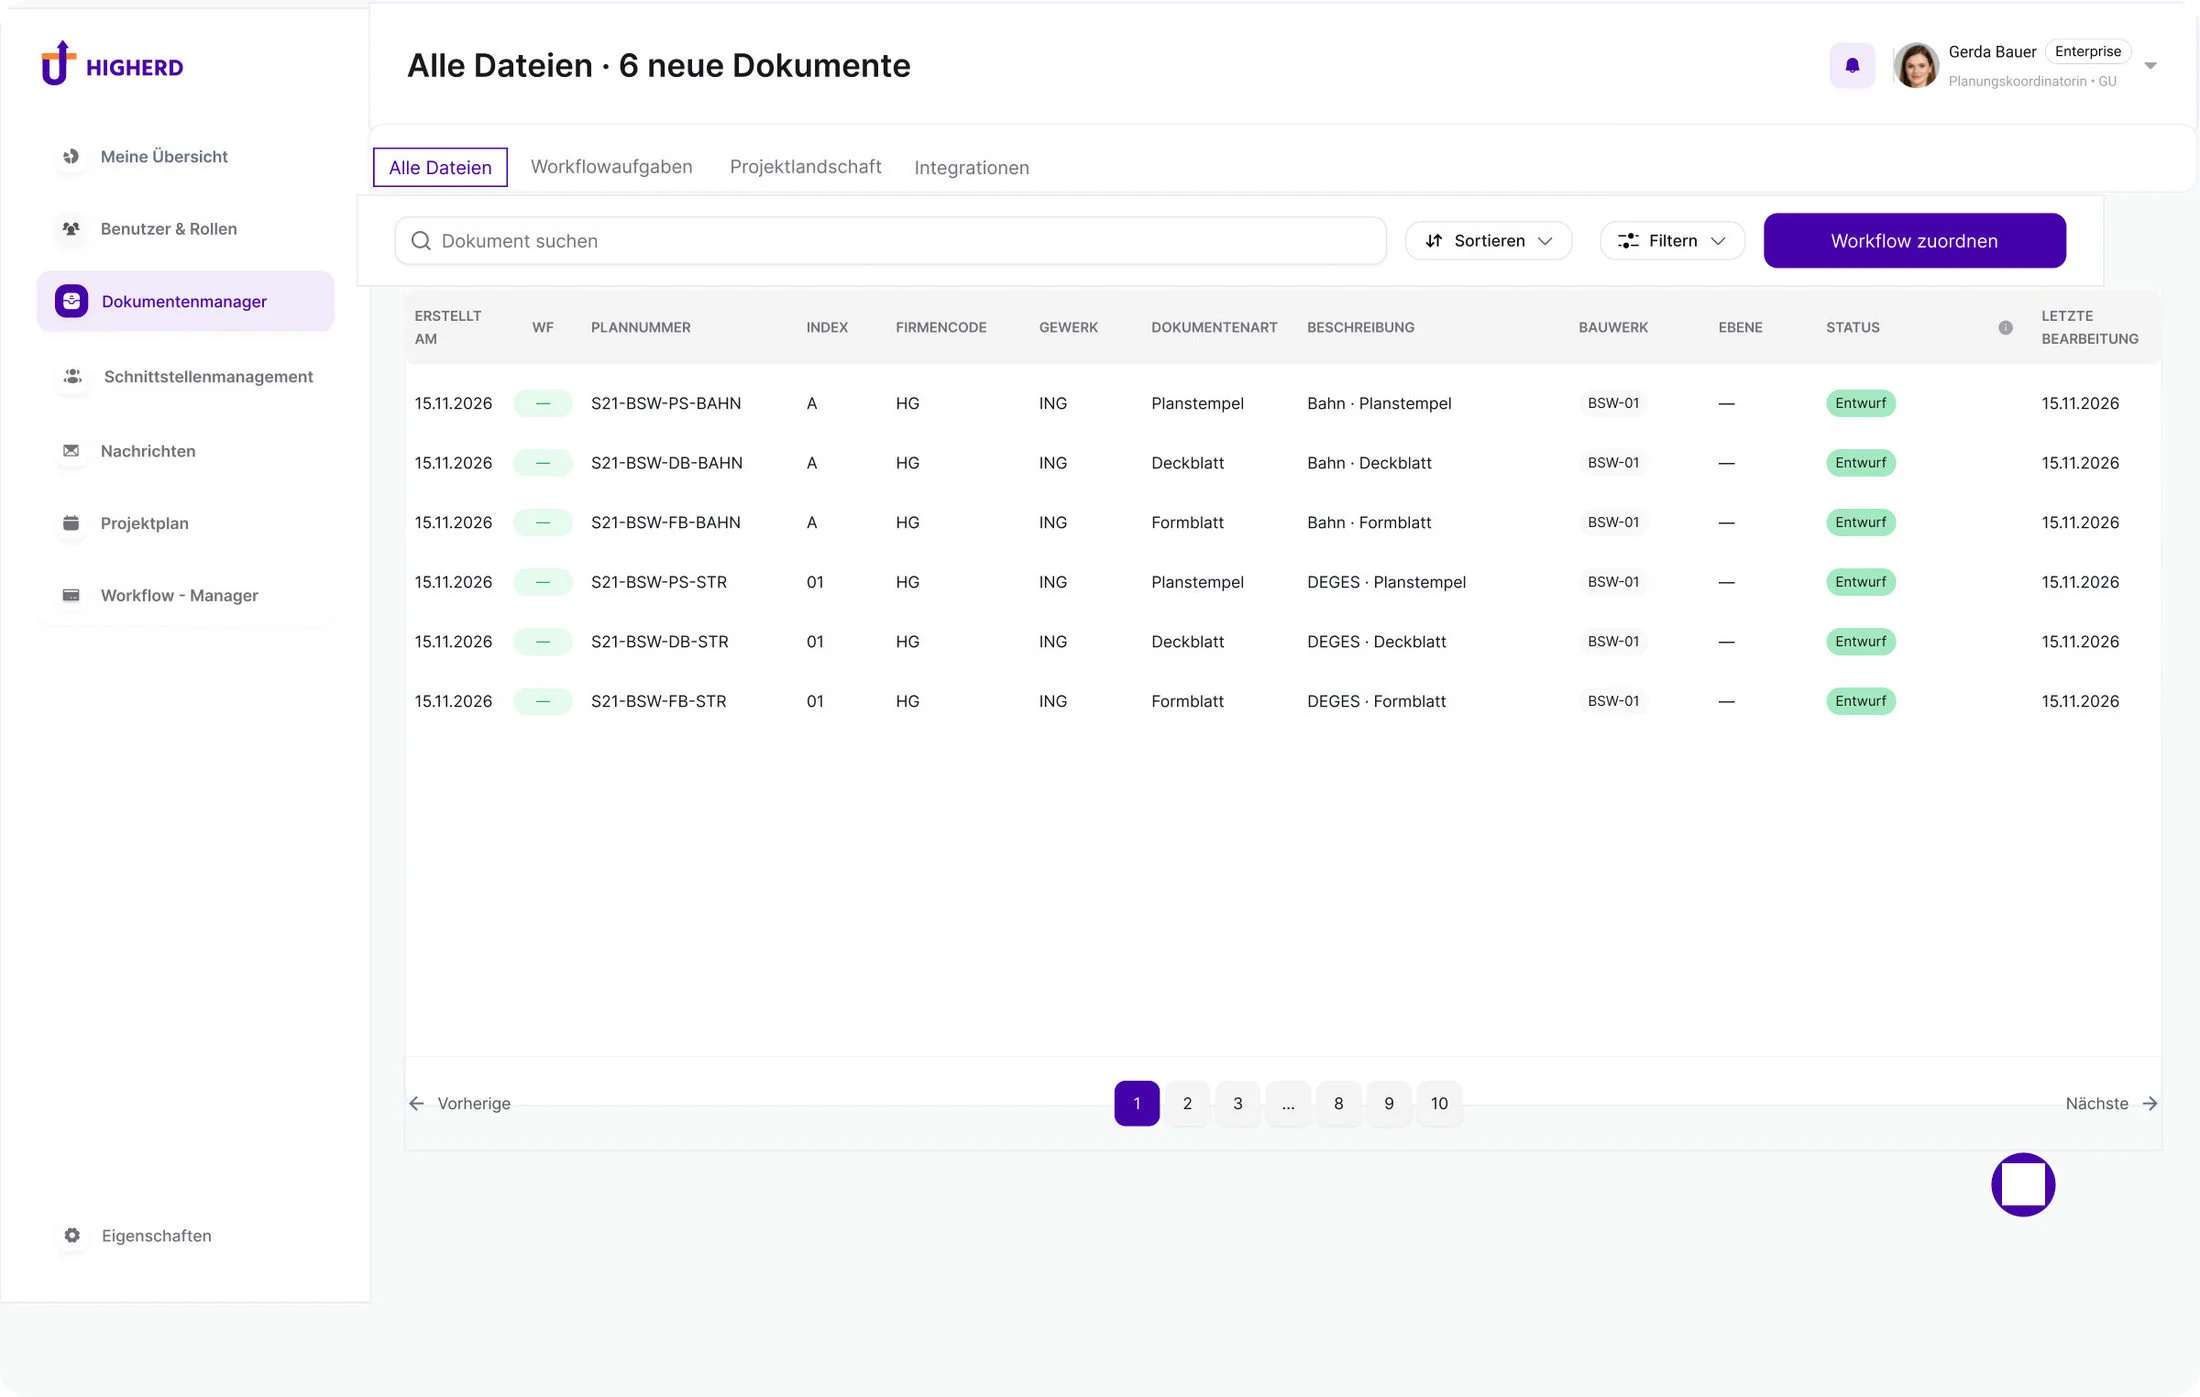 HIGHERD
Alle Dateien · 6 neue Dokumente
Gerda Bauer Enterprise
Planungskoordinatorin • GU
Meine Übersicht
Benutzer & Rollen
Dokumentenmanager
Schnittstellenmanagement
Nachrichten
Projektplan
Workflow - Manager
Eigenschaften
Alle Dateien Workflowaufgaben Projektlandschaft Integrationen
Dokument suchen Sortieren Filtern Workflow zuordnen
ERSTELLT AM WF PLANNUMMER INDEX FIRMENCODE GEWERK DOKUMENTENART BESCHREIBUNG BAUWERK EBENE STATUS LETZTE BEARBEITUNG
15.11.2026 — S21-BSW-PS-BAHN A HG ING Planstempel Bahn · Planstempel BSW-01 — Entwurf 15.11.2026
15.11.2026 — S21-BSW-DB-BAHN A HG ING Deckblatt Bahn · Deckblatt BSW-01 — Entwurf 15.11.2026
15.11.2026 — S21-BSW-FB-BAHN A HG ING Formblatt Bahn · Formblatt BSW-01 — Entwurf 15.11.2026
15.11.2026 — S21-BSW-PS-STR 01 HG ING Planstempel DEGES · Planstempel BSW-01 — Entwurf 15.11.2026
15.11.2026 — S21-BSW-DB-STR 01 HG ING Deckblatt DEGES · Deckblatt BSW-01 — Entwurf 15.11.2026
15.11.2026 — S21-BSW-FB-STR 01 HG ING Formblatt DEGES · Formblatt BSW-01 — Entwurf 15.11.2026
Vorherige 1 2 3 ... 8 9 10 Nächste